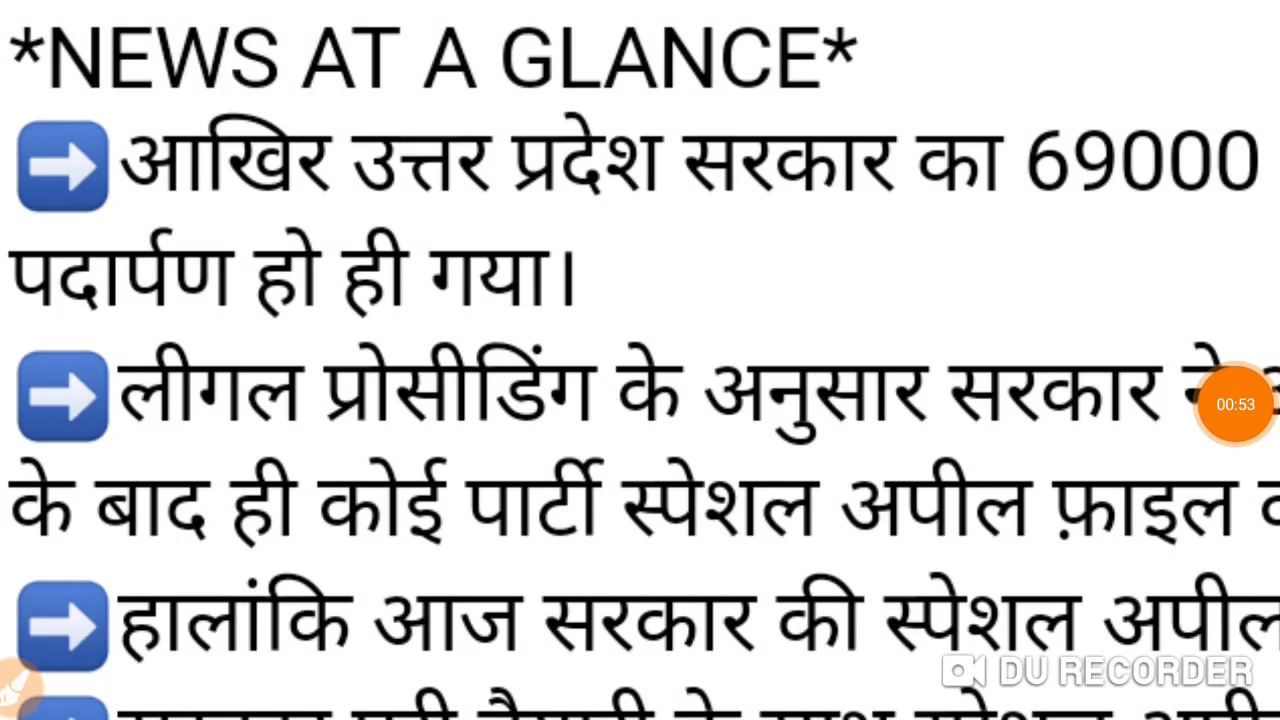 *NEWS AT A GLANCE*
➡️आखिर उत्तर प्रदेश सरकार का 69000
पदार्पण हो ही गया।
➡️लीगल प्रोसीडिंग के अनुसार सरकार
00:53
के बाद ही कोई पार्टी स्पेशल अपील फ़ाइल
➡️हालांकि आज सरकार की स्पेशल अपील
DU RECORDER